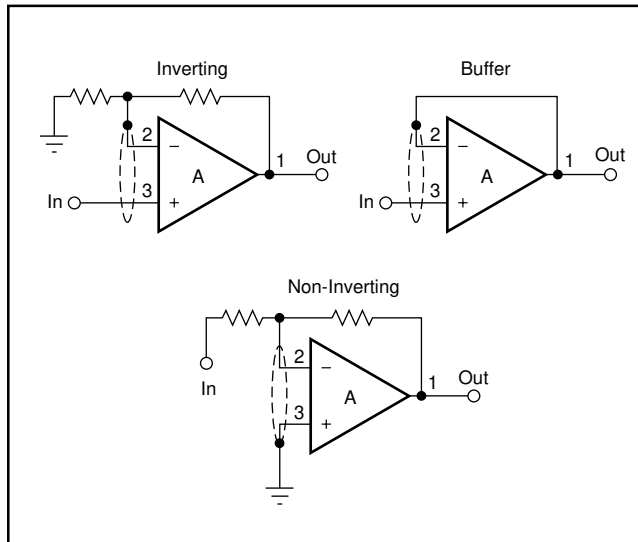 Inverting
2
−
A
1
Out
3
+
In
Buffer
2
−
A
1
Out
3
+
In
Non-Inverting
2
−
A
1
Out
3
+
In